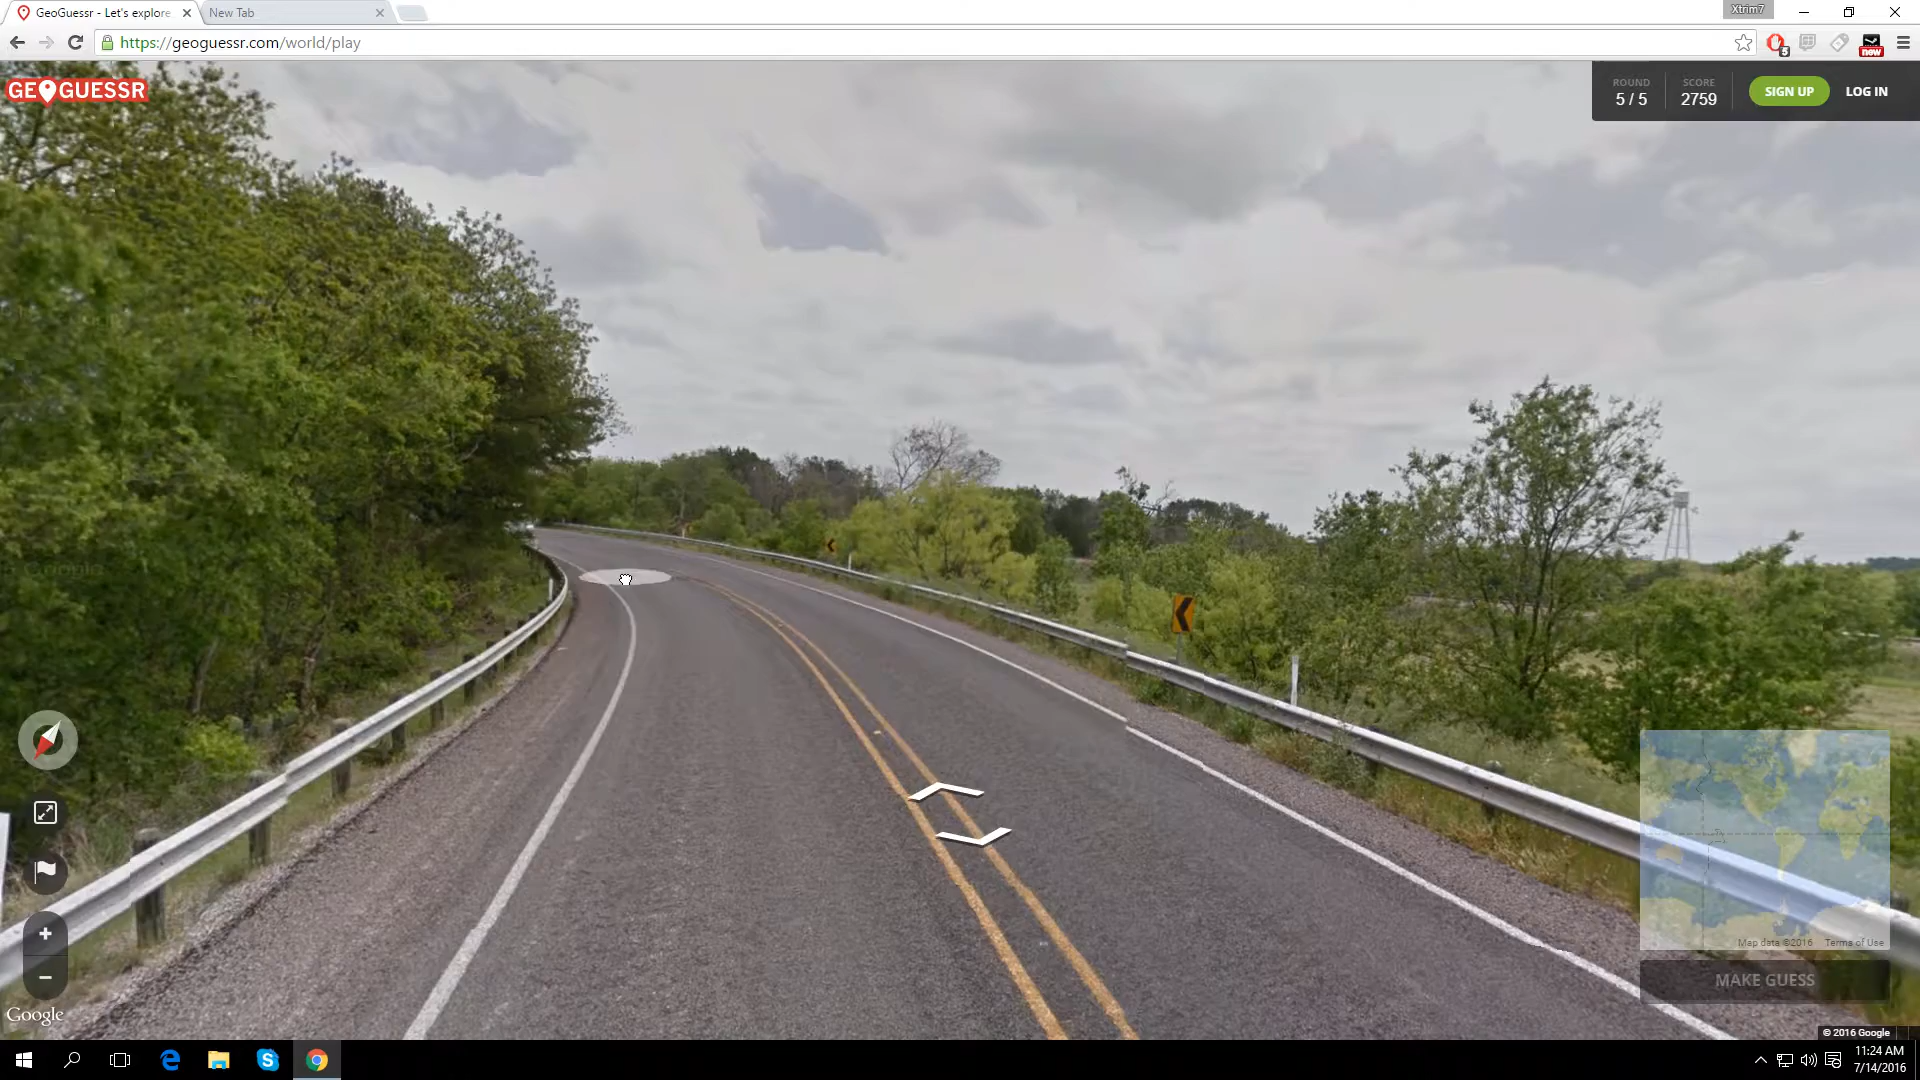 GeoGuessr - Let's explore
New Tab
Xtrim7
https://geoguessr.com/world/play
5
new
GEOGUESSR
ROUND
5 / 5
SCORE
2759
SIGN UP
LOG IN
Map data ©2016
Terms of Use
MAKE GUESS
Google
© 2016 Google
11:24 AM
7/14/2016